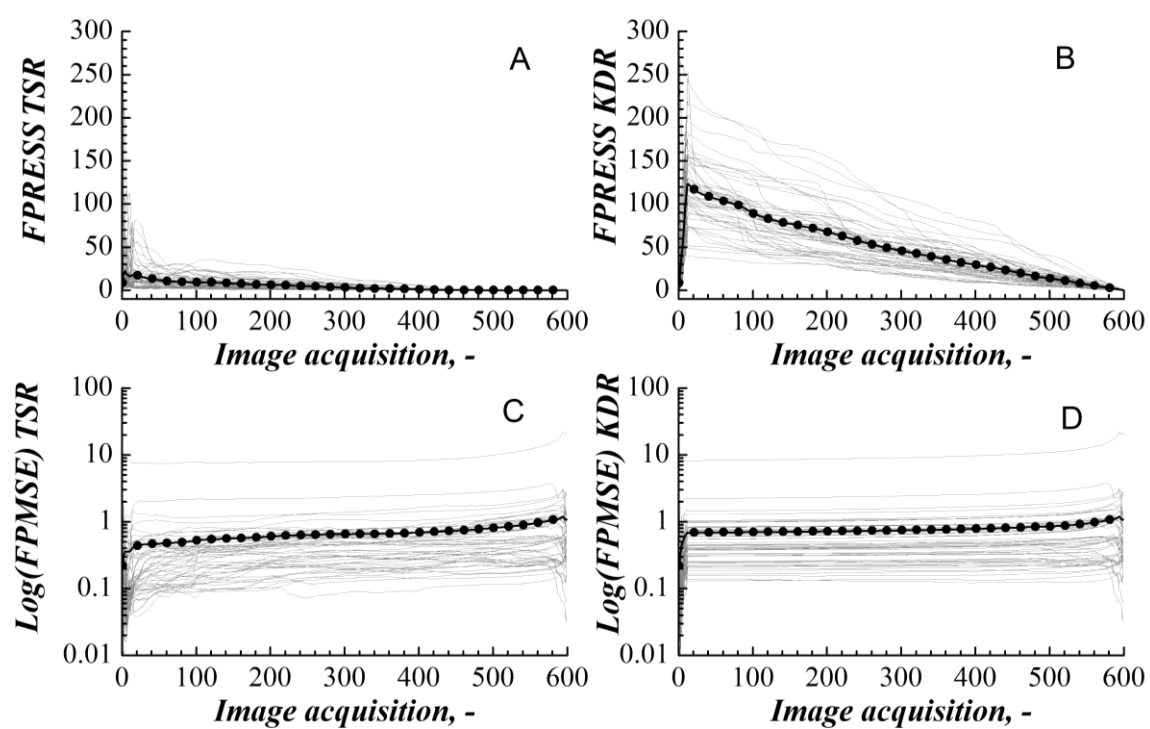 300
250
200
150
100
50
0
FPRESS TSR
A
0 100 200 300 400 500 600
Image acquisition, -
300
250
200
150
100
50
0
FPRESS KDR
B
0 100 200 300 400 500 600
Image acquisition, -
100
10
1
0.1
0.01
Log(FPMSE) TSR
C
0 100 200 300 400 500 600
Image acquisition, -
100
10
1
0.1
0.01
Log(FPMSE) KDR
D
0 100 200 300 400 500 600
Image acquisition, -